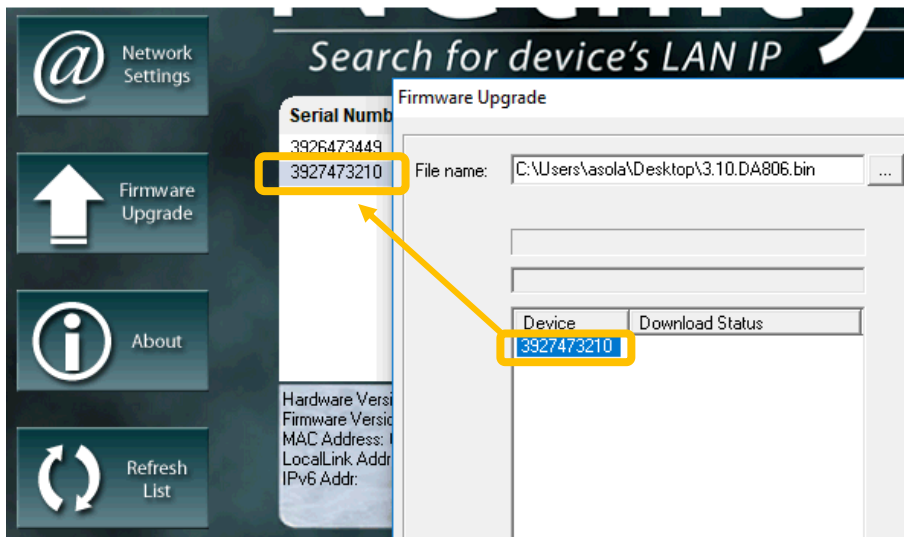 Search for device's LAN IP
Network
Settings
Firmware
Upgrade
About
Refresh
List
Serial Numb
3926473449
3927473210
Hardware Versi
Firmware Versio
MAC Address:
LocalLink Addr
IPv6 Addr:
Firmware Upgrade
File name:
C:\Users\asola\Desktop\3.10.DA806.bin
...
Device
Download Status
3927473210